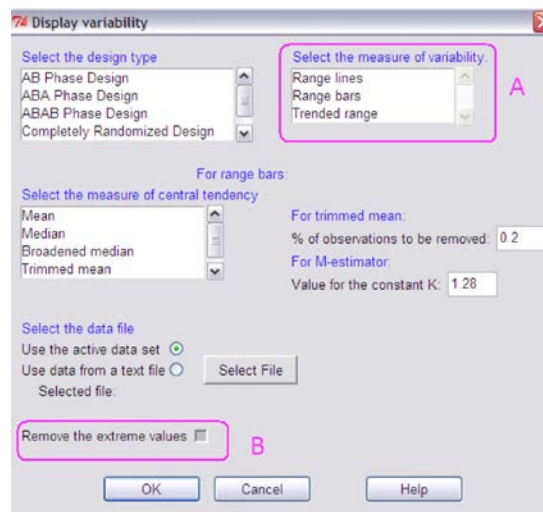 Display variability
Select the design type
AB Phase Design
ABA Phase Design
ABAB Phase Design
Completely Randomized Design
Select the measure of variability.
Range lines
Range bars
Trended range
A
For range bars:
Select the measure of central tendency
Mean
Median
Broadened median
Trimmed mean
For trimmed mean:
% of observations to be removed: 0.2
For M-estimator:
Value for the constant K: 1.28
Select the data file
Use the active data set
Use data from a text file
Select File
Selected file:
Remove the extreme values
B
OK
Cancel
Help